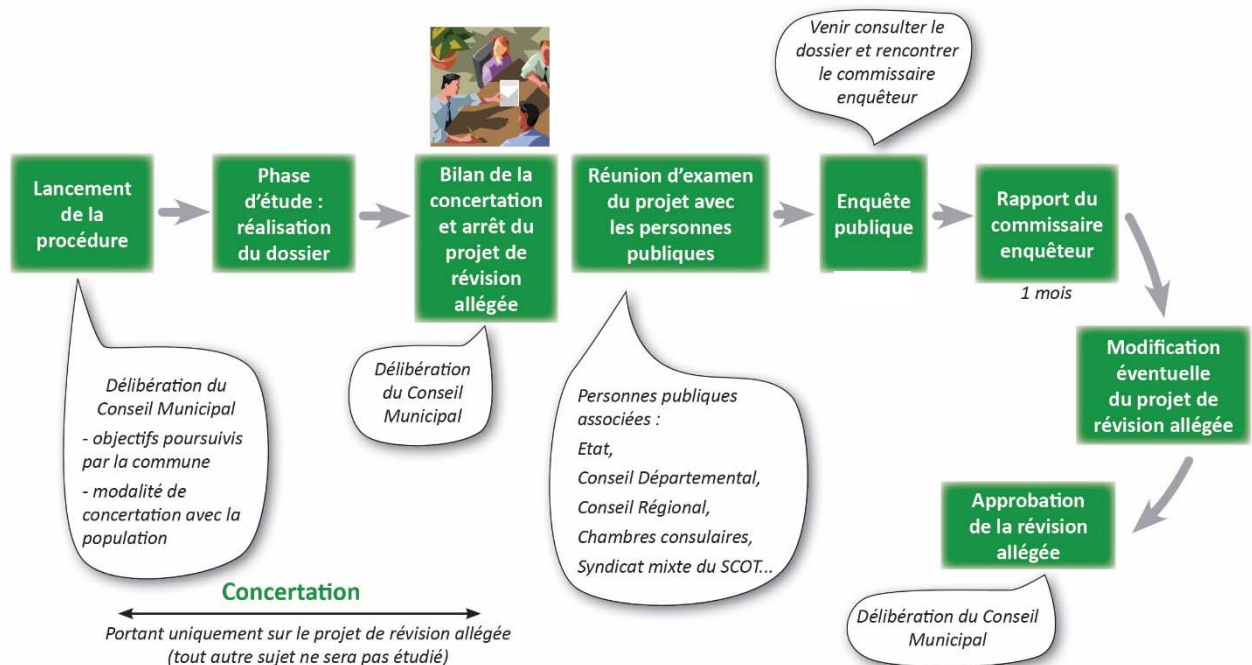 Venir consulter le
dossier et rencontrer
le commissaire
enquêteur
Lancement
de la
procédure
Phase
d'étude :
réalisation
du dossier
Bilan de la
concertation
et arrêt du
projet de
révision
allégée
Réunion d'examen
du projet avec
les personnes
publiques
Enquête
publique
Rapport du
commissaire
enquêteur
1 mois
Modification
éventuelle
du projet de
révision allégée
Approbation
de la révision
allégée
Délibération du Conseil
Municipal
Délibération du
Conseil Municipal
- objectifs poursuivis
par la commune
- modalité de
concertation avec la
population
Délibération
du Conseil
Municipal
Personnes publiques
associées :
Etat,
Conseil Départemental,
Conseil Régional,
Chambres consulaires,
Syndicat mixte du SCOT...
Concertation
Portant uniquement sur le projet de révision allégée
(tout autre sujet ne sera pas étudié)